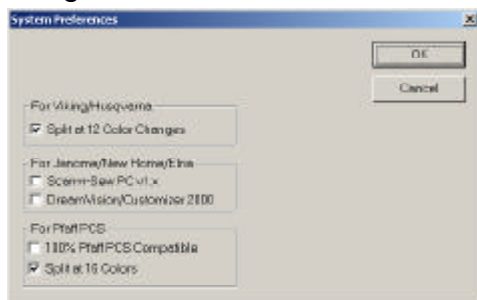 System Preferences
OK
Cancel
For Viking/Husqvarna
Split at 12 Color Changes
For Janome/New Home/Elna
Scan-n-Sew PC v1.x
DreamVision/Customizer 2000
For Pfaff PCS
100% Pfaff PCS Compatible
Split at 16 Colors